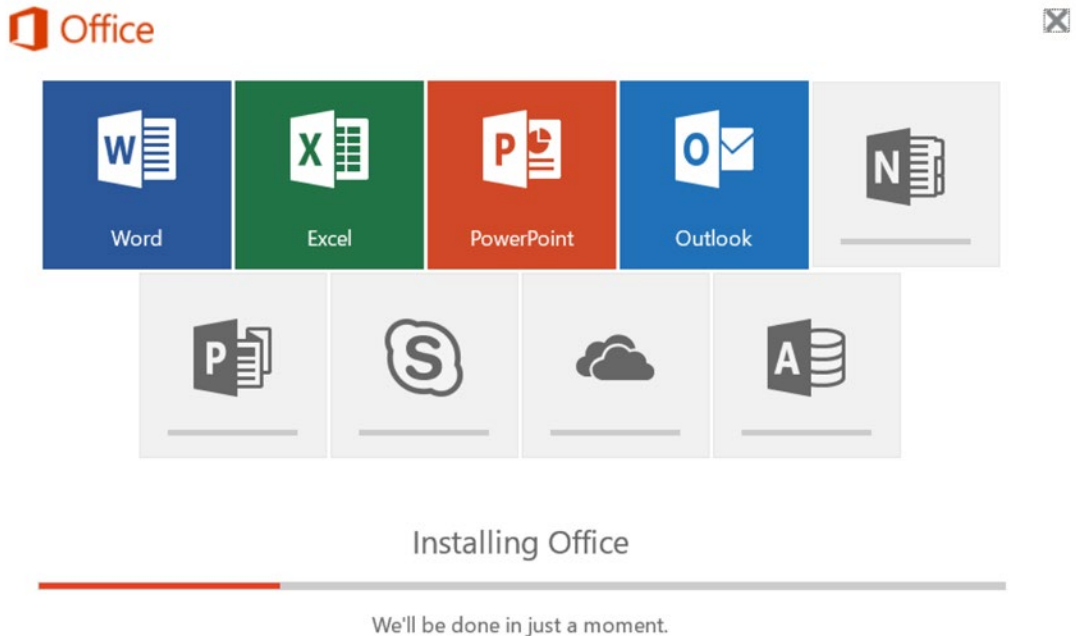 Office
W X P O N
Word Excel PowerPoint Outlook
P S A
Installing Office
We'll be done in just a moment.